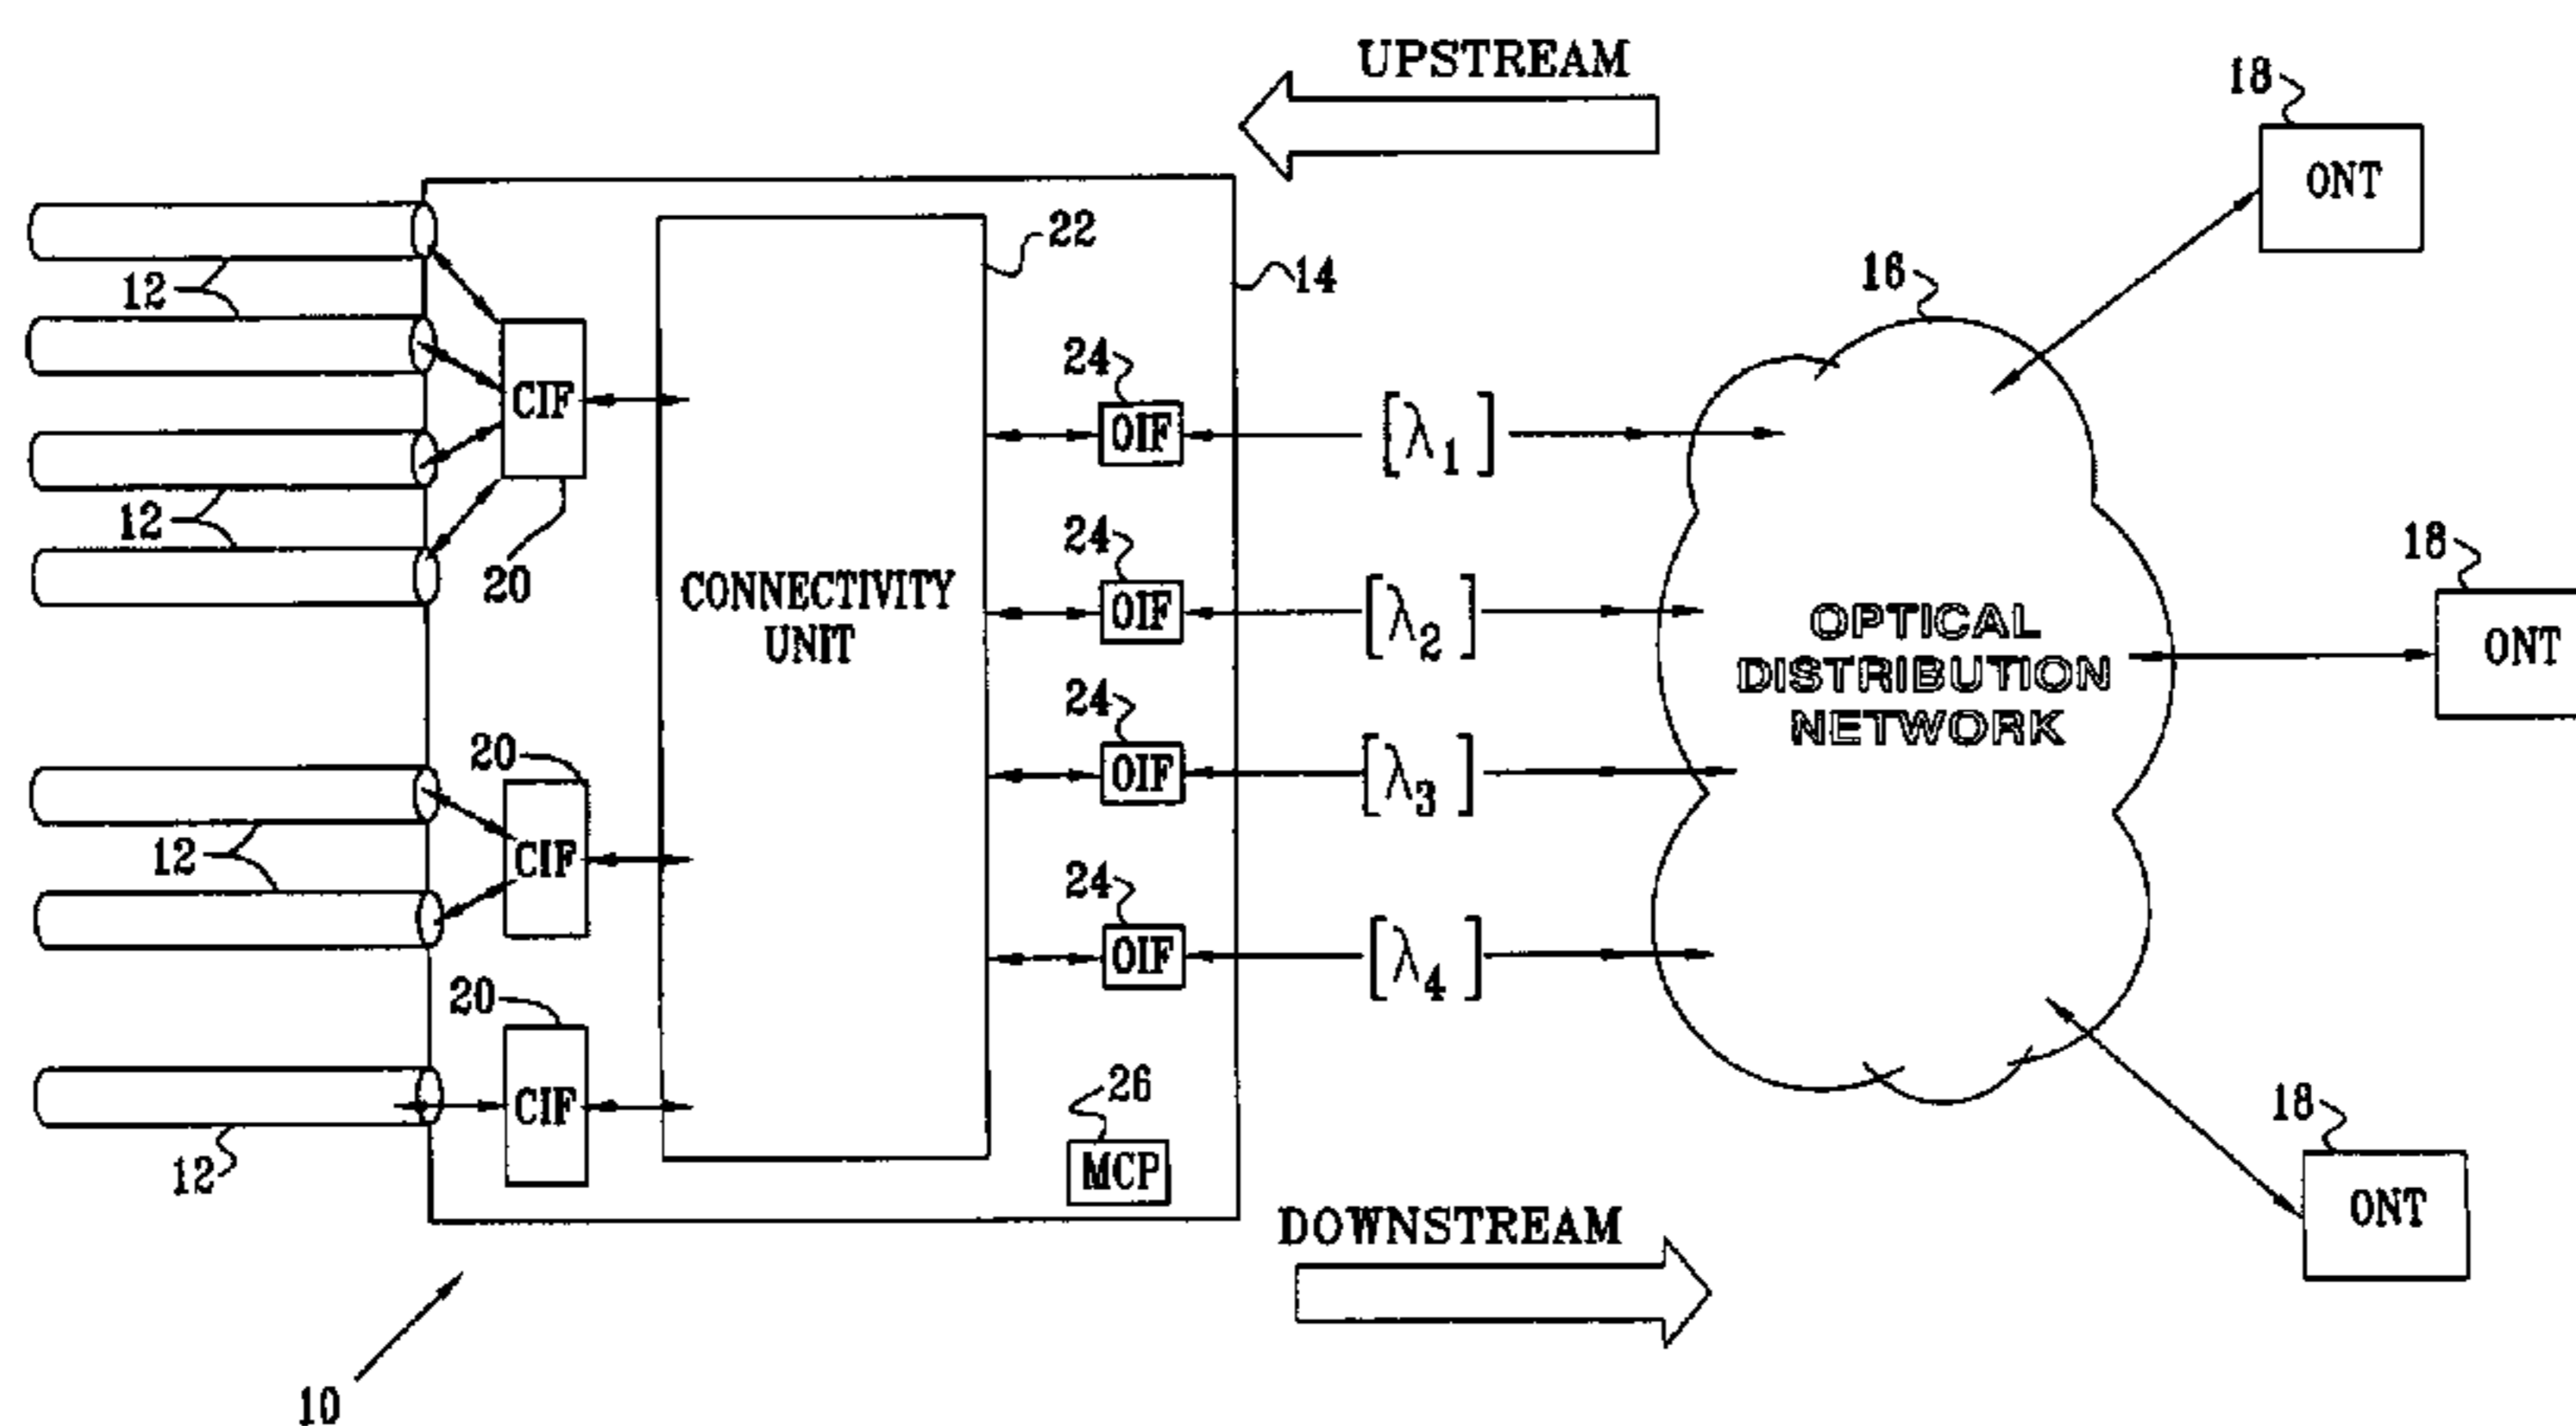 UPSTREAM
18
ONT
22
14
16
12
24
CIF
OIF
[λ1]
12
20
24
18
CONNECTIVITY
UNIT
OIF
[λ2]
OPTICAL
DISTRIBUTION
NETWORK
ONT
24
20
OIF
[λ3]
12
CIF
24
OIF
[λ4]
20
26
CIF
MCP
12
18
ONT
DOWNSTREAM
10